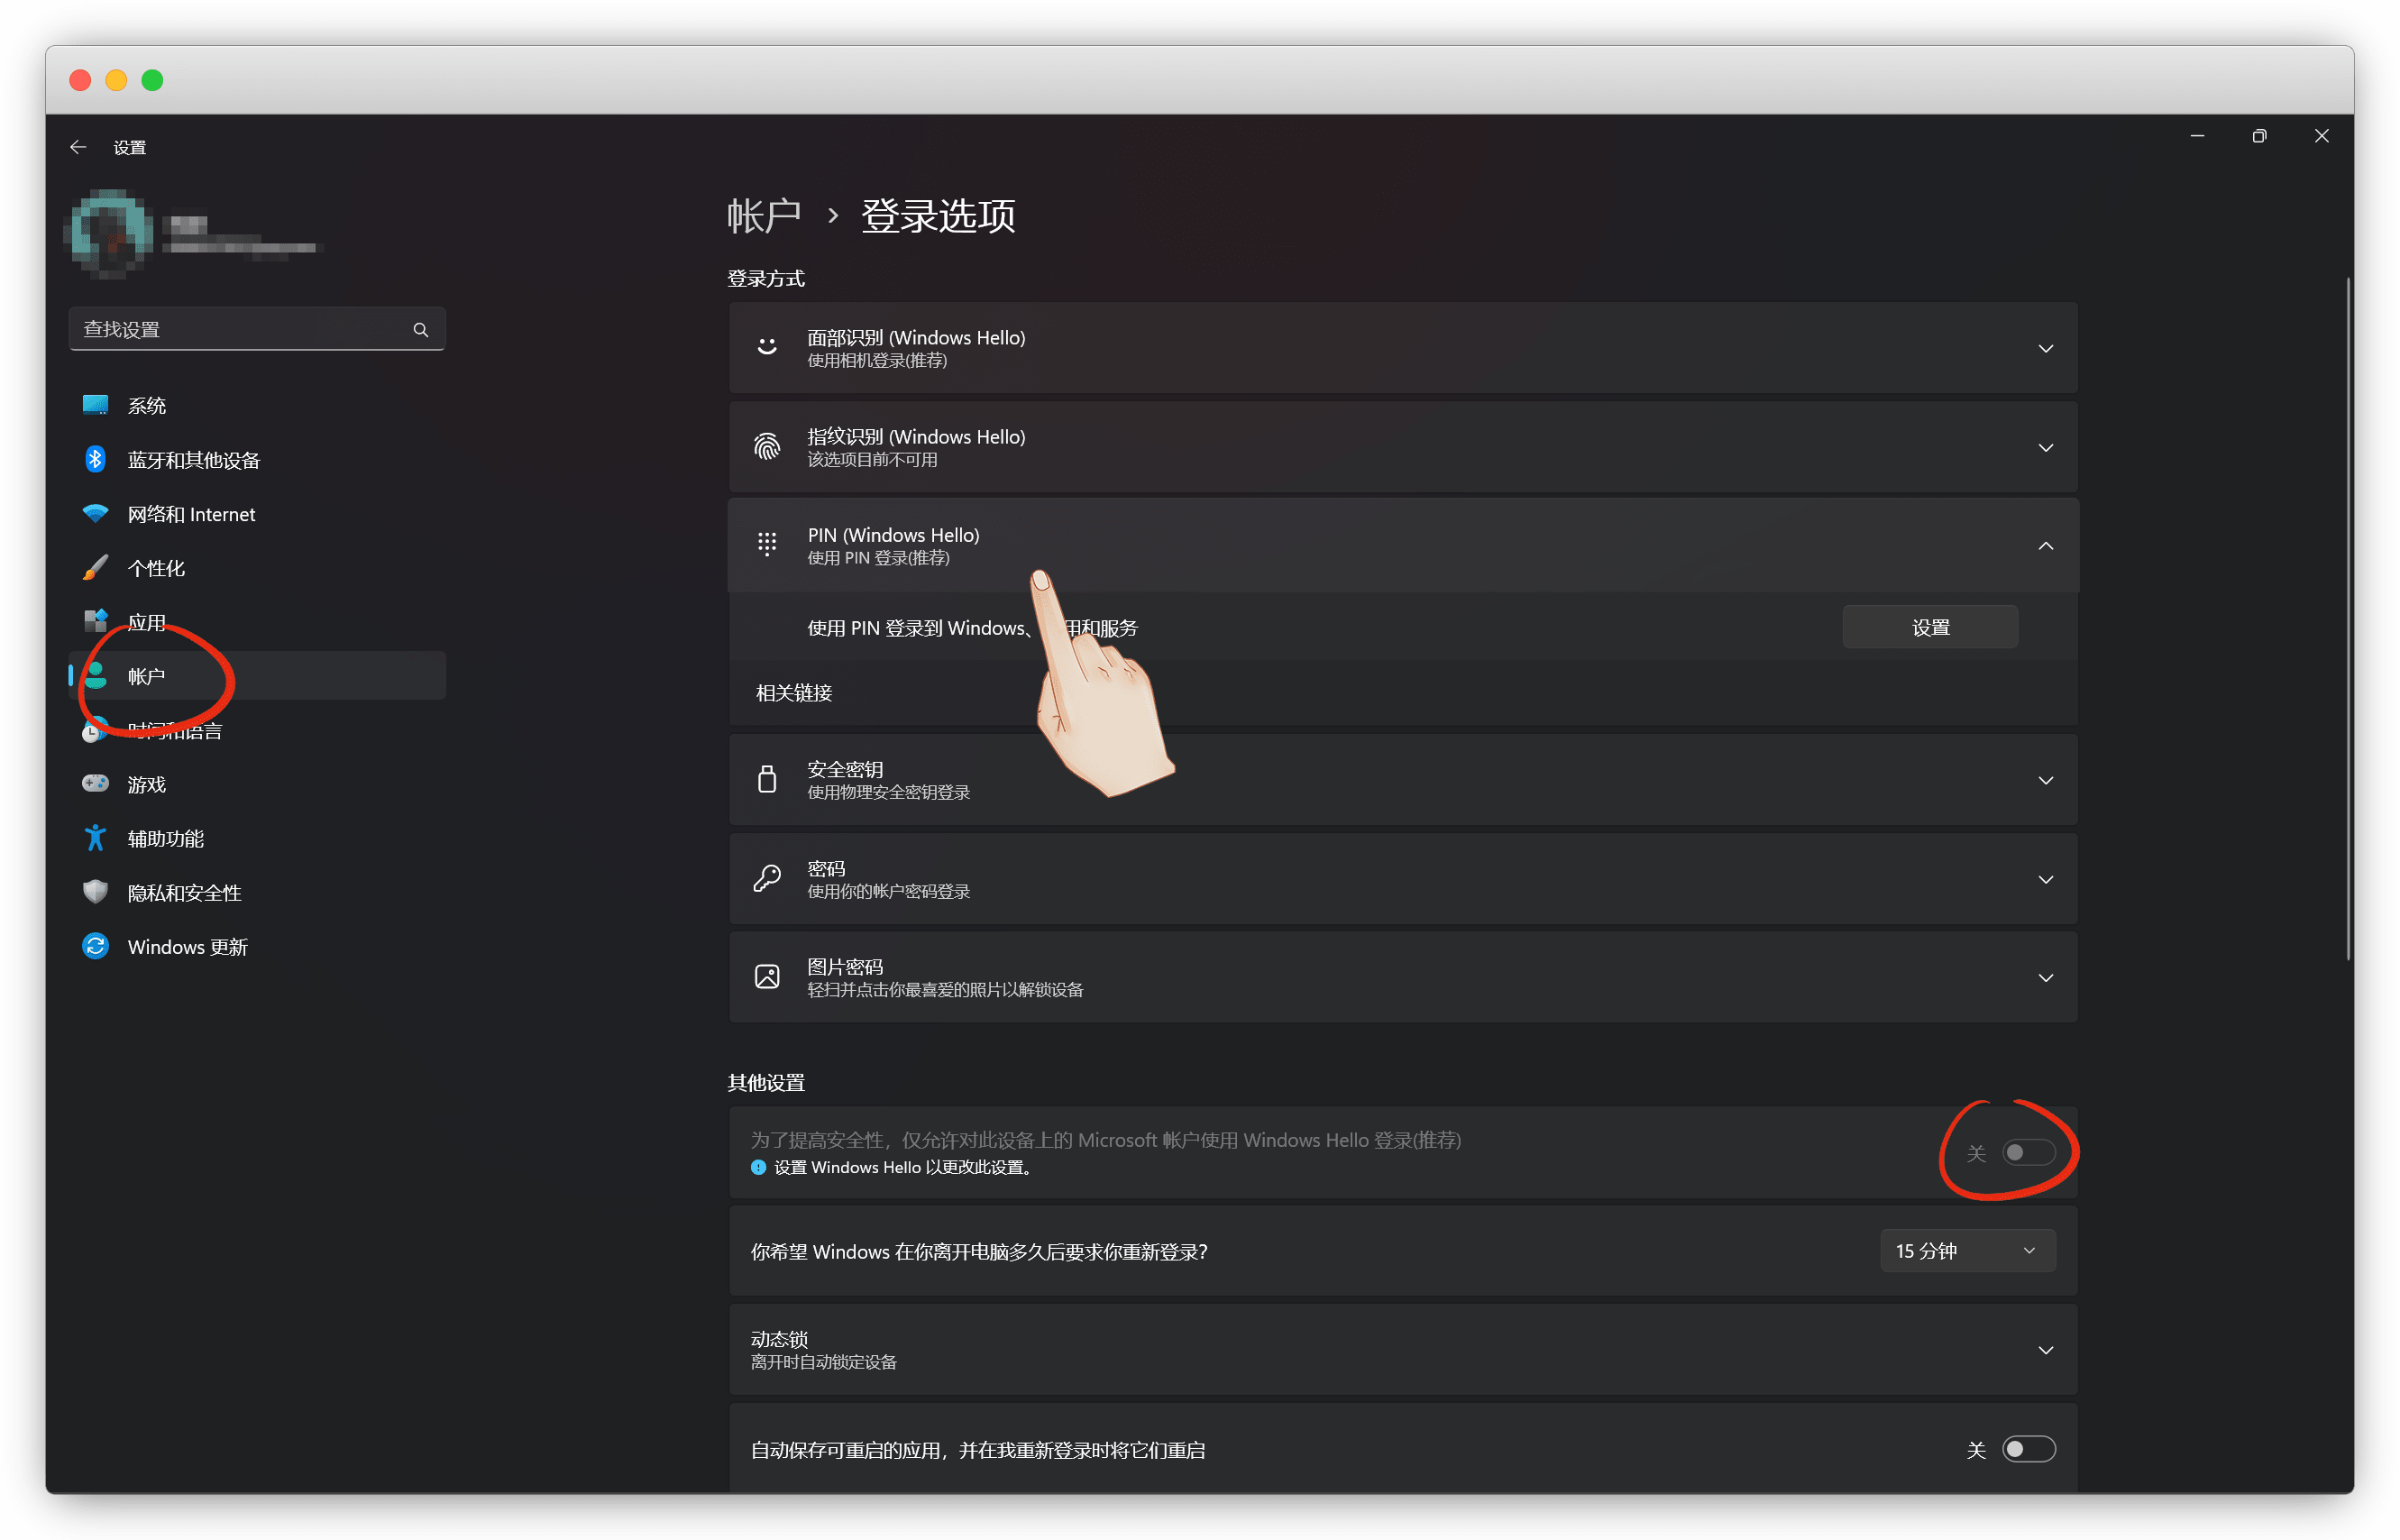 设置
查找设置
系统
蓝牙和其他设备
网络和 Internet
个性化
应用
帐户
时间和语言
游戏
辅助功能
隐私和安全性
Windows 更新
帐户 › 登录选项
登录方式
面部识别 (Windows Hello)
使用相机登录(推荐)
指纹识别 (Windows Hello)
该选项目前不可用
PIN (Windows Hello)
使用 PIN 登录(推荐)
使用 PIN 登录到 Windows、用和服务
设置
相关链接
安全密钥
使用物理安全密钥登录
密码
使用你的帐户密码登录
图片密码
轻扫并点击你最喜爱的照片以解锁设备
其他设置
为了提高安全性，仅允许对此设备上的 Microsoft 帐户使用 Windows Hello 登录(推荐)
关
设置 Windows Hello 以更改此设置。
你希望 Windows 在你离开电脑多久后要求你重新登录?
15 分钟
动态锁
离开时自动锁定设备
自动保存可重启的应用，并在我重新登录时将它们重启
关